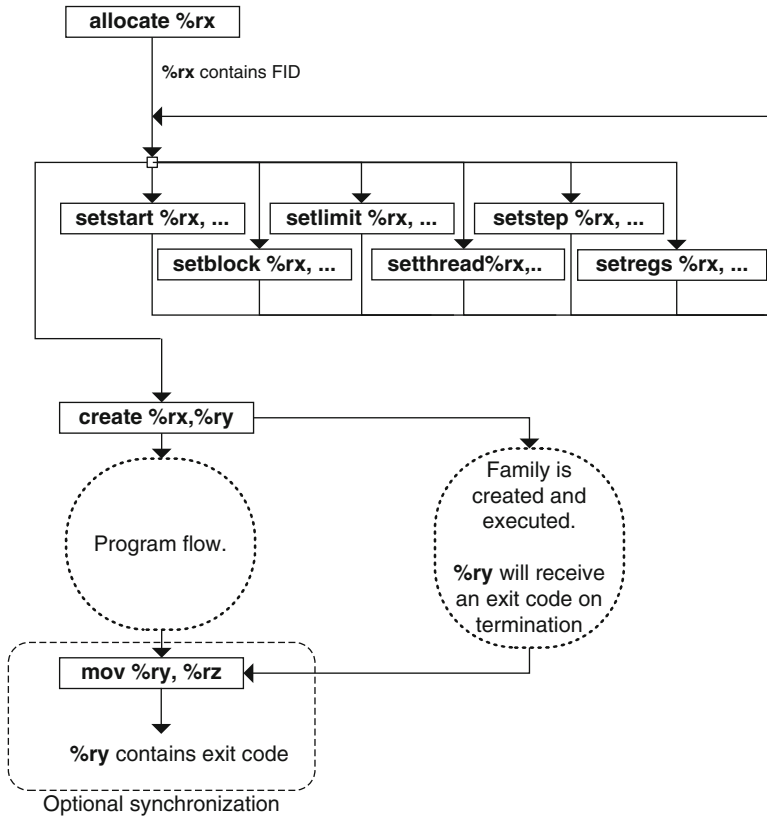 allocate %rx
%rx contains FID
setstart %rx, ...
setlimit %rx, ...
setstep %rx, ...
setblock %rx, ...
setthread%rx,..
setregs %rx, ...
create %rx,%ry
Program flow.
Family is
created and
executed.
%ry will receive
an exit code on
termination
mov %ry, %rz
%ry contains exit code
Optional synchronization